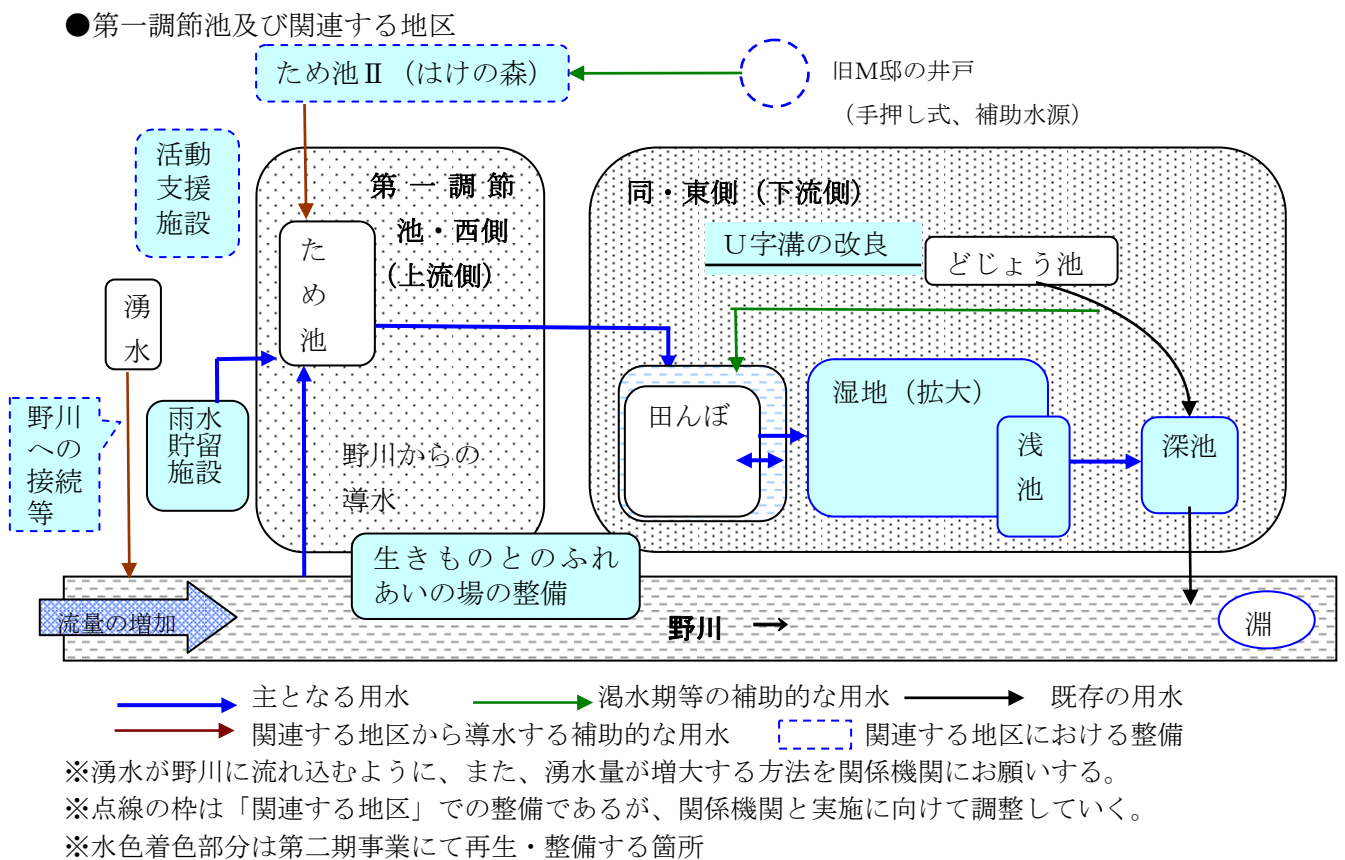 ●第一調節池及び関連する地区
ため池Ⅱ（はけの森）
旧M邸の井戸
（手押し式、補助水源）
活動
支援
施設
第一調節
池・西側
（上流側）
同・東側（下流側）
U字溝の改良
どじょう池
た
め
池
湧
水
野川
への
接続
等
雨水
貯留
施設
野川からの
導水
田んぼ
湿地（拡大）
浅
池
深池
生きものとのふれ
あいの場の整備
流量の増加
野川　→
淵
主となる用水
渇水期等の補助的な用水
既存の用水
関連する地区から導水する補助的な用水
関連する地区における整備
※湧水が野川に流れ込むように、また、湧水量が増大する方法を関係機関にお願いする。
※点線の枠は「関連する地区」での整備であるが、関係機関と実施に向けて調整していく。
※水色着色部分は第二期事業にて再生・整備する箇所